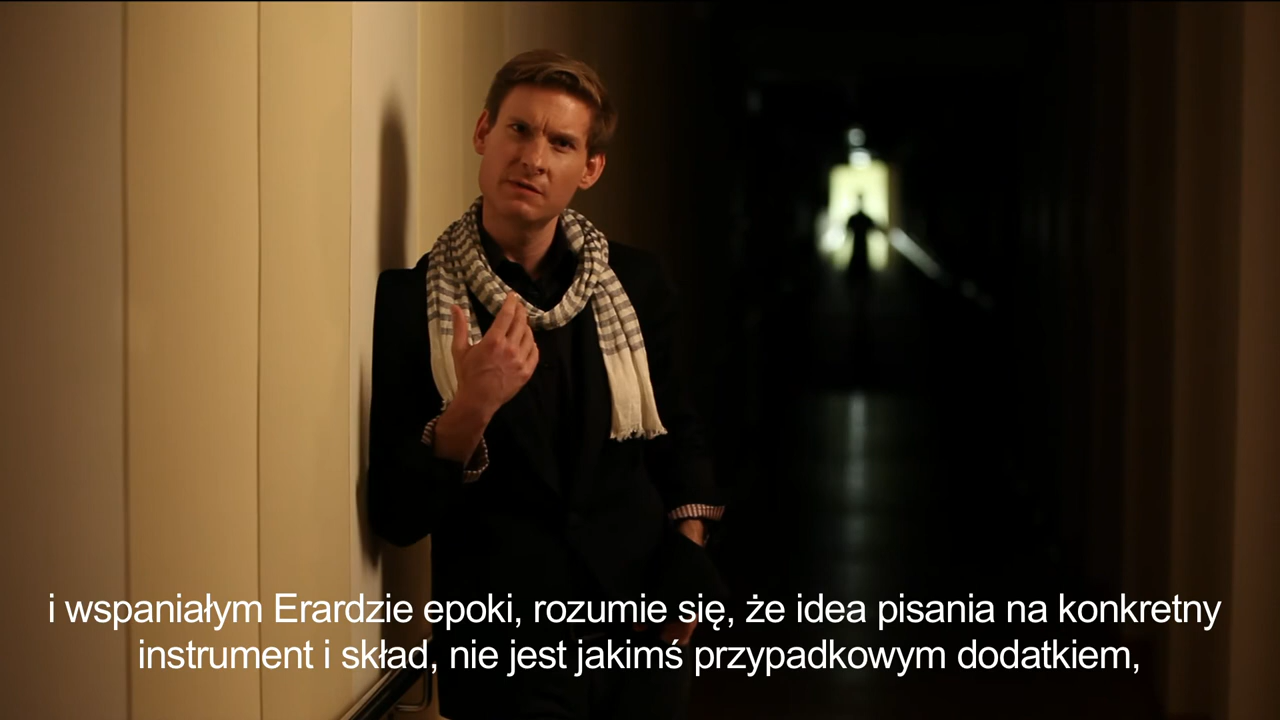 i wspaniałym Erardzie epoki, rozumie się, że idea pisania na konkretny
instrument i skład, nie jest jakimś przypadkowym dodatkiem,